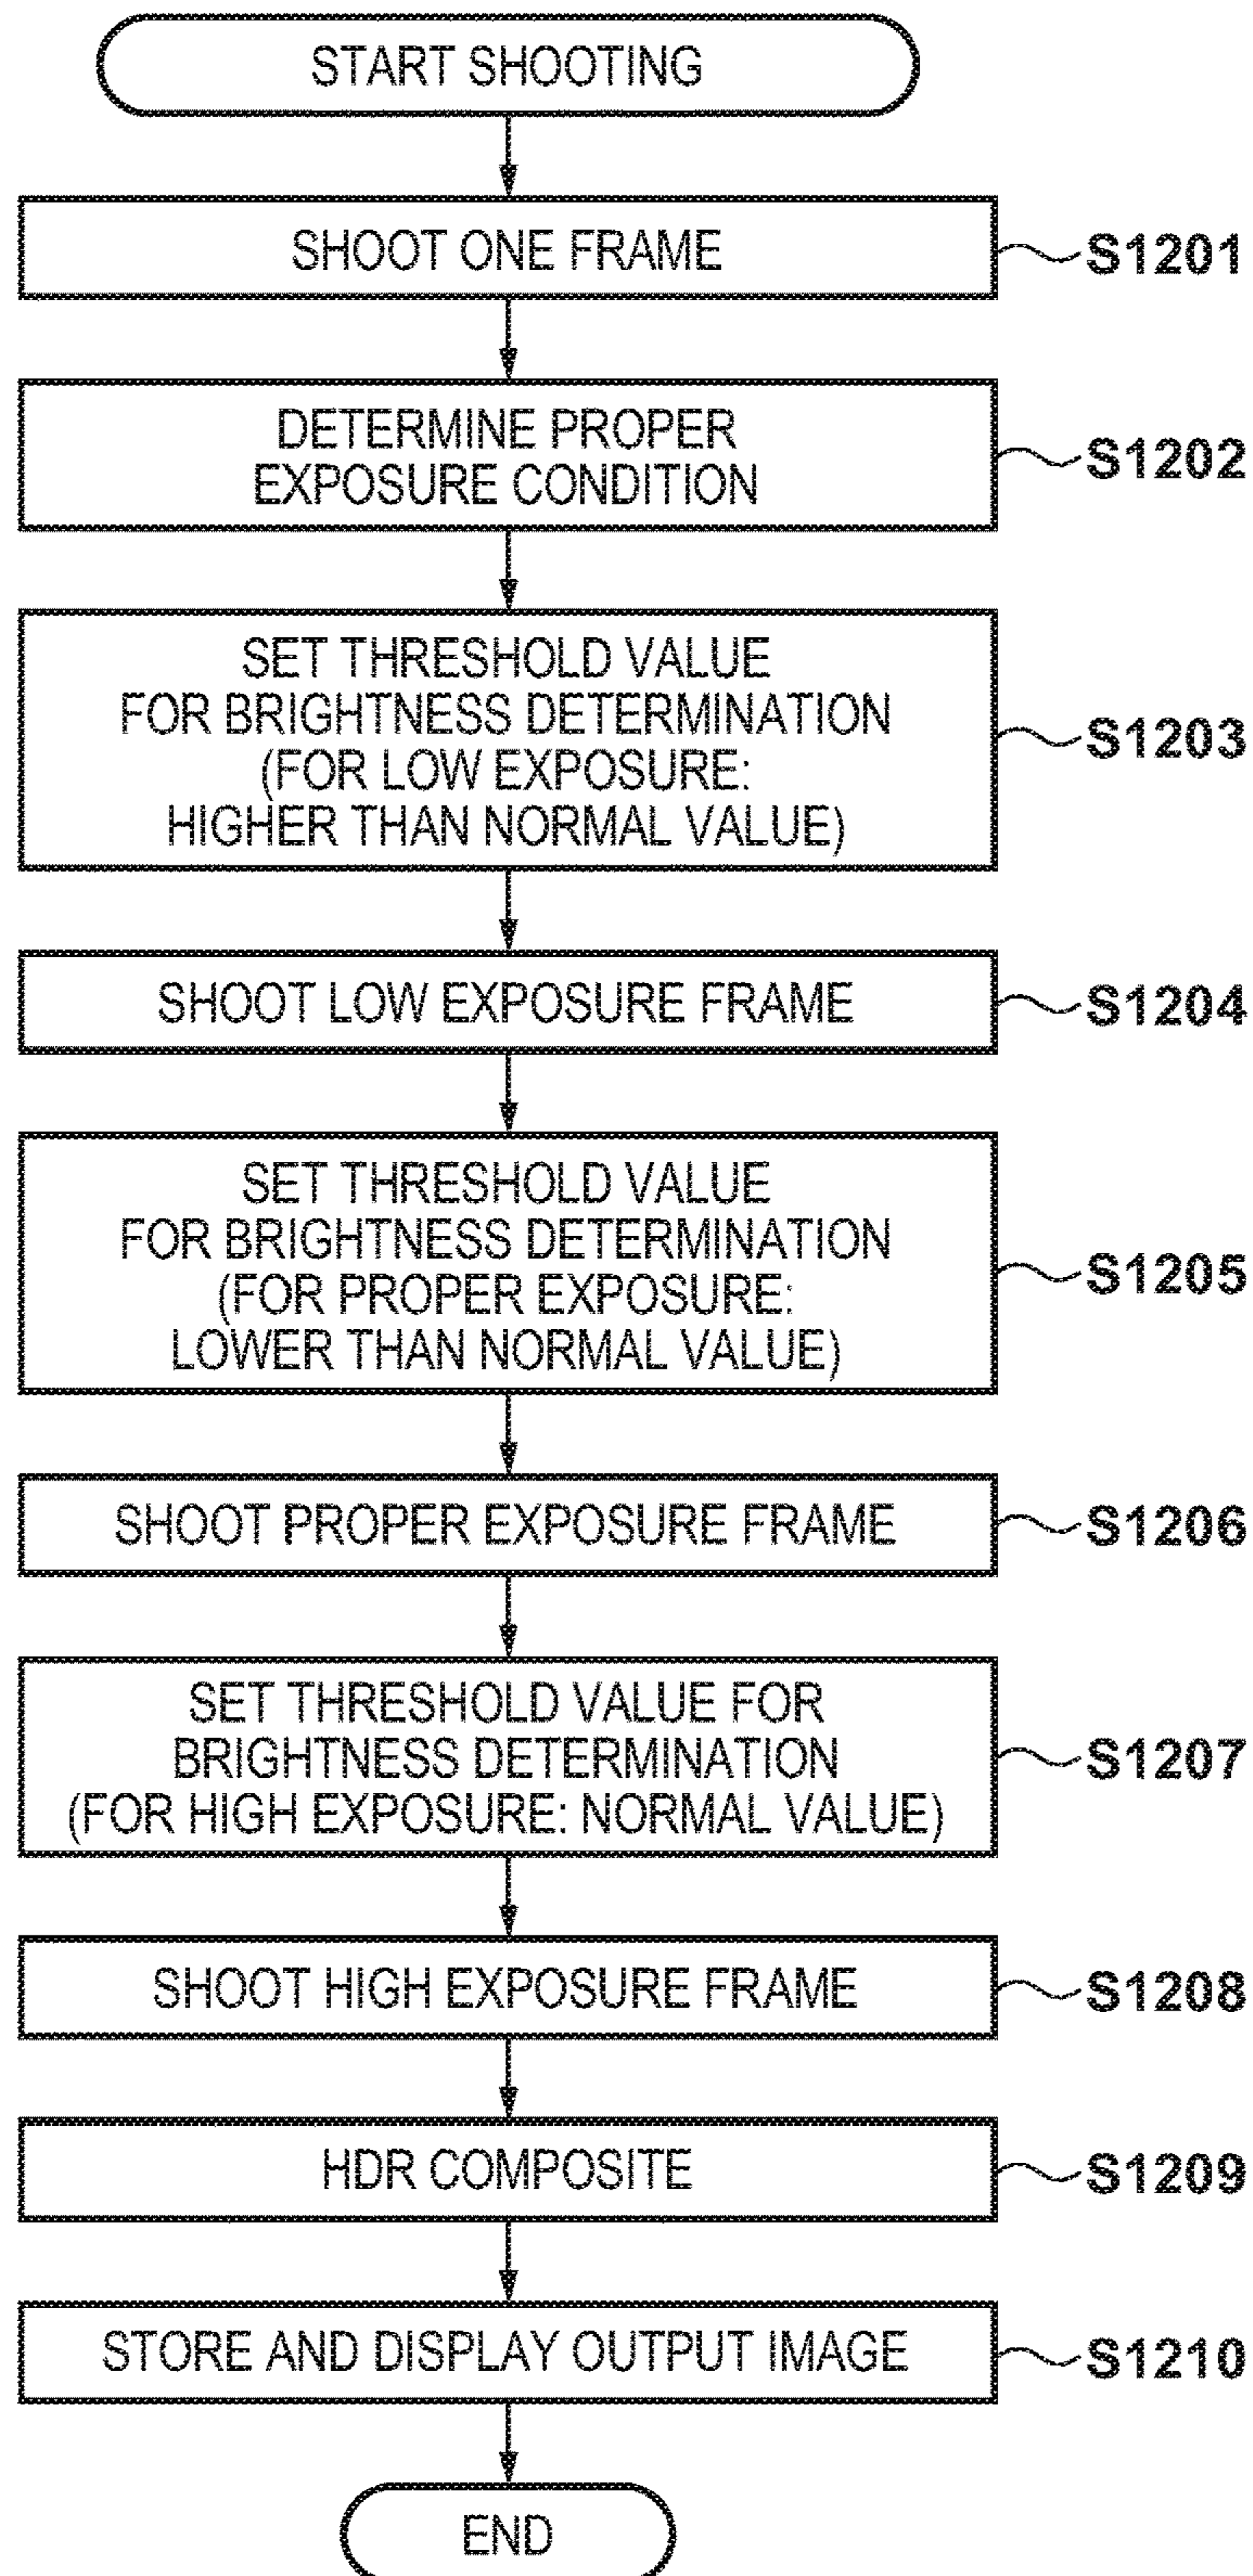 START SHOOTING
SHOOT ONE FRAME
S1201
DETERMINE PROPER
EXPOSURE CONDITION
S1202
SET THRESHOLD VALUE
FOR BRIGHTNESS DETERMINATION
(FOR LOW EXPOSURE:
HIGHER THAN NORMAL VALUE)
S1203
SHOOT LOW EXPOSURE FRAME
S1204
SET THRESHOLD VALUE
FOR BRIGHTNESS DETERMINATION
(FOR PROPER EXPOSURE:
LOWER THAN NORMAL VALUE)
S1205
SHOOT PROPER EXPOSURE FRAME
S1206
SET THRESHOLD VALUE FOR
BRIGHTNESS DETERMINATION
(FOR HIGH EXPOSURE: NORMAL VALUE)
S1207
SHOOT HIGH EXPOSURE FRAME
S1208
HDR COMPOSITE
S1209
STORE AND DISPLAY OUTPUT IMAGE
S1210
END